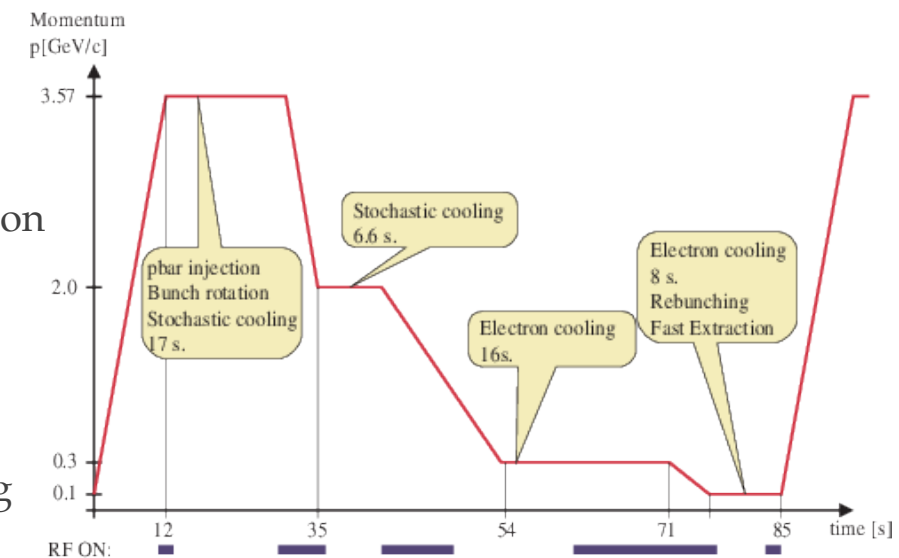 Momentum
p[GeV/c]
3.57
on
Stochastic cooling
6.6 s.
pbar injection
Bunch rotation
Stochastic cooling
17 s.
Electron cooling
8 s.
Rebunching
Fast Extraction
2.0
Electron cooling
16s.
0.3
g
0.1
12 35 54 71 85 time [s]
RF ON: